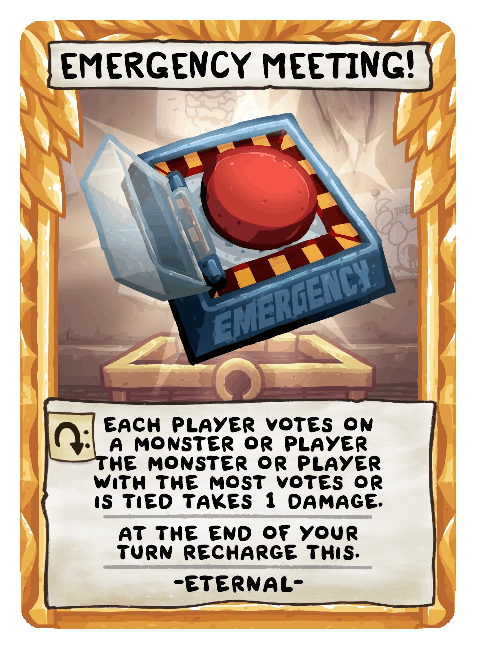 EMERGENCY MEETING!
EMERGENCY
EACH PLAYER VOTES ON
A MONSTER OR PLAYER
THE MONSTER OR PLAYER
WITH THE MOST VOTES OR
IS TIED TAKES 1 DAMAGE.
AT THE END OF YOUR
TURN RECHARGE THIS.
-ETERNAL-